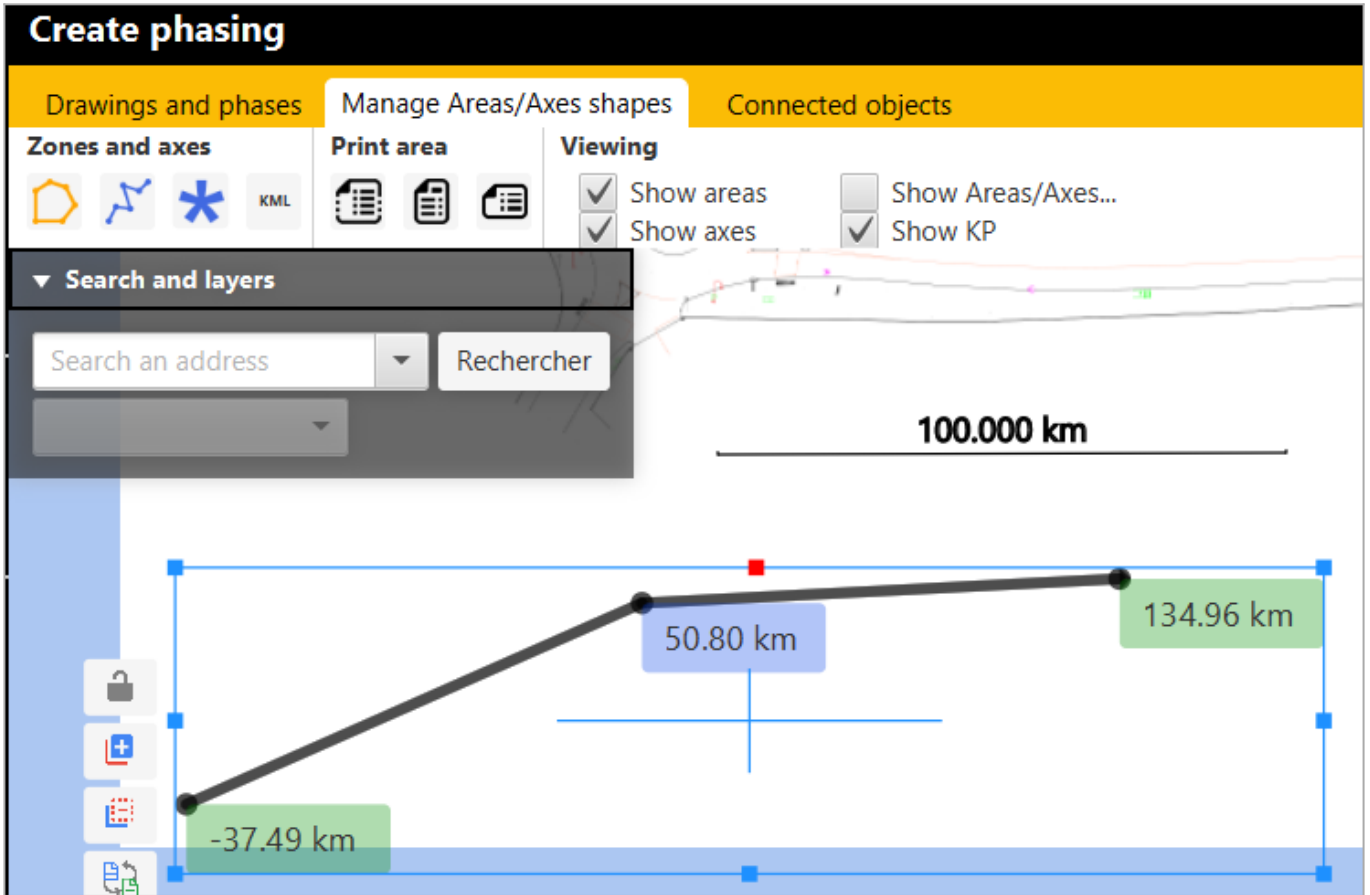 Create phasing
Drawings and phases Manage Areas/Axes shapes Connected objects
Zones and axes Print area Viewing
KML
Show areas Show Areas/Axes...
Show axes Show KP
Search and layers
Search an address Rechercher
100.000 km
134.96 km
50.80 km
-37.49 km